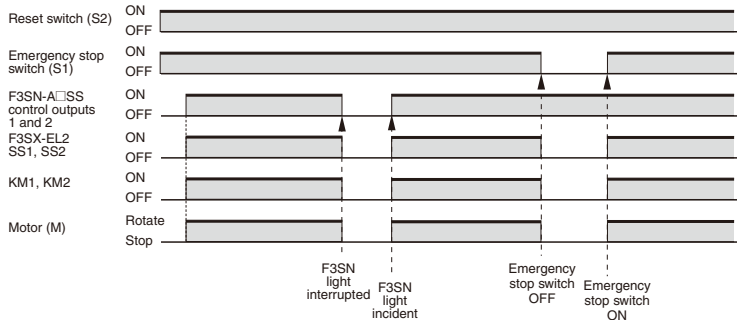 Reset switch (S2)
ON
OFF
Emergency stop
switch (S1)
ON
OFF
F3SN-A□SS
control outputs
1 and 2
ON
OFF
F3SX-EL2
SS1, SS2
ON
OFF
KM1, KM2
ON
OFF
Motor (M)
Rotate
Stop
F3SN
light
interrupted
F3SN
light
incident
Emergency
stop switch
OFF
Emergency
stop switch
ON